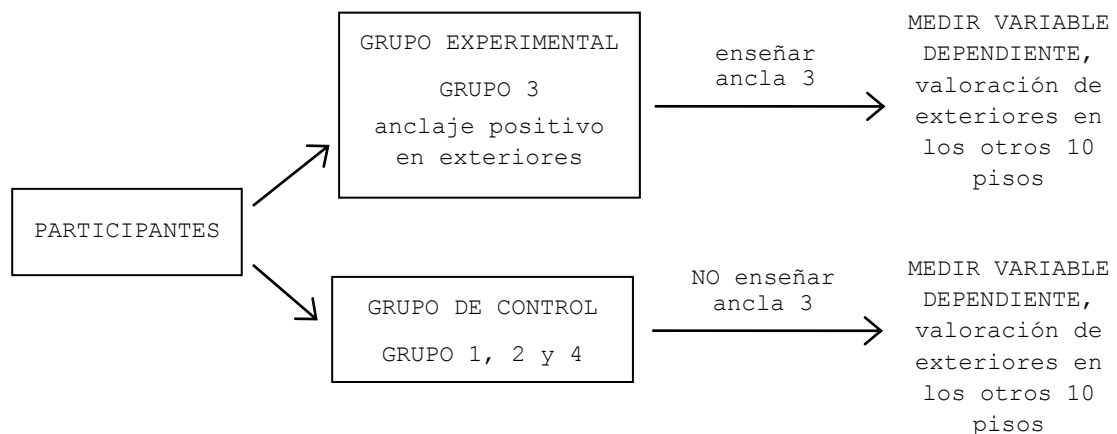 PARTICIPANTES
GRUPO EXPERIMENTAL
GRUPO 3
anclaje positivo
en exteriores
enseñar
ancla 3
MEDIR VARIABLE
DEPENDIENTE,
valoración de
exteriores en
los otros 10
pisos
GRUPO DE CONTROL
GRUPO 1, 2 y 4
NO enseñar
ancla 3
MEDIR VARIABLE
DEPENDIENTE,
valoración de
exteriores en
los otros 10
pisos